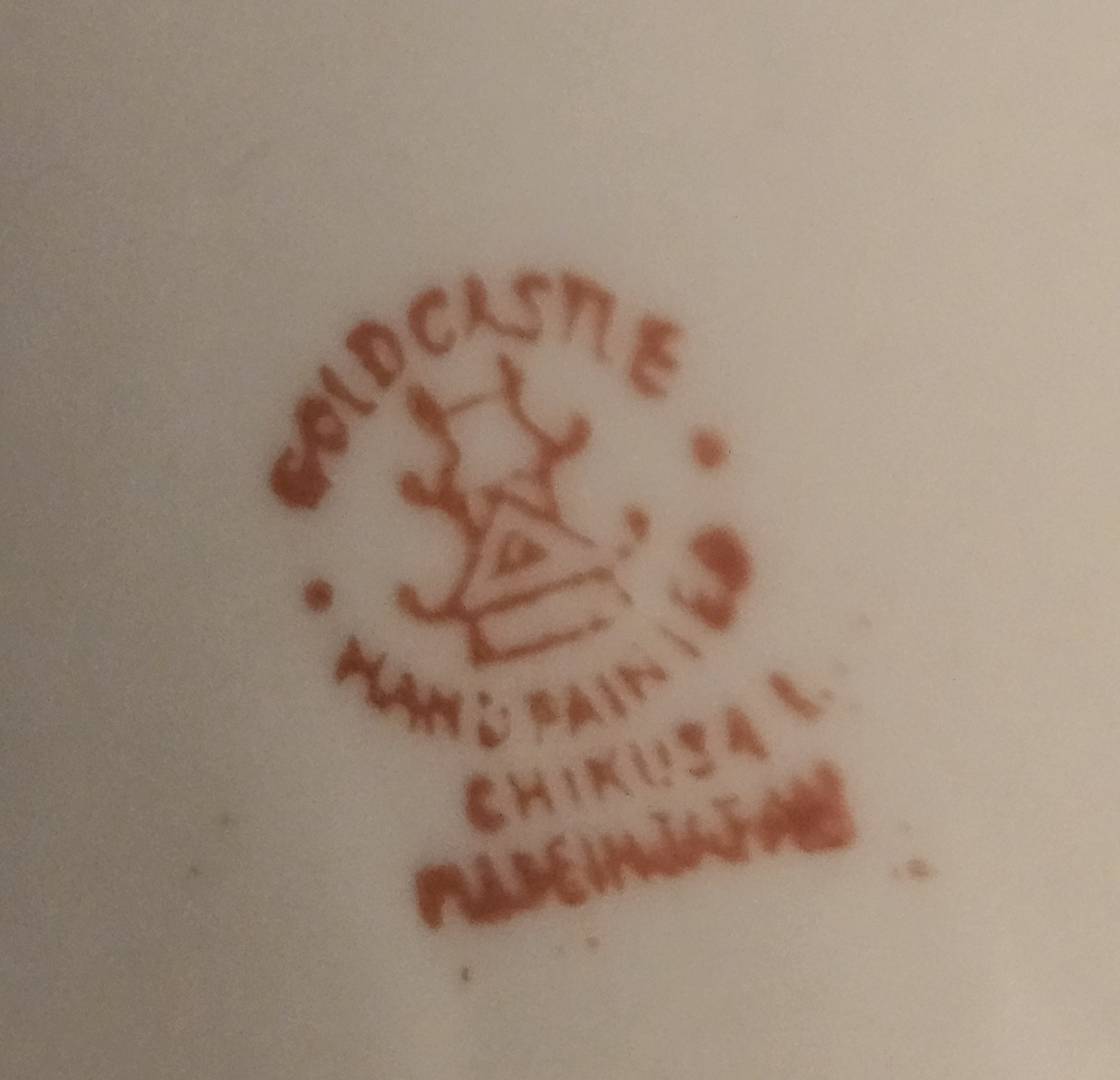 GOLDCASTLE
HAND PAINTED
CHIKUSA
MADE IN JAPAN